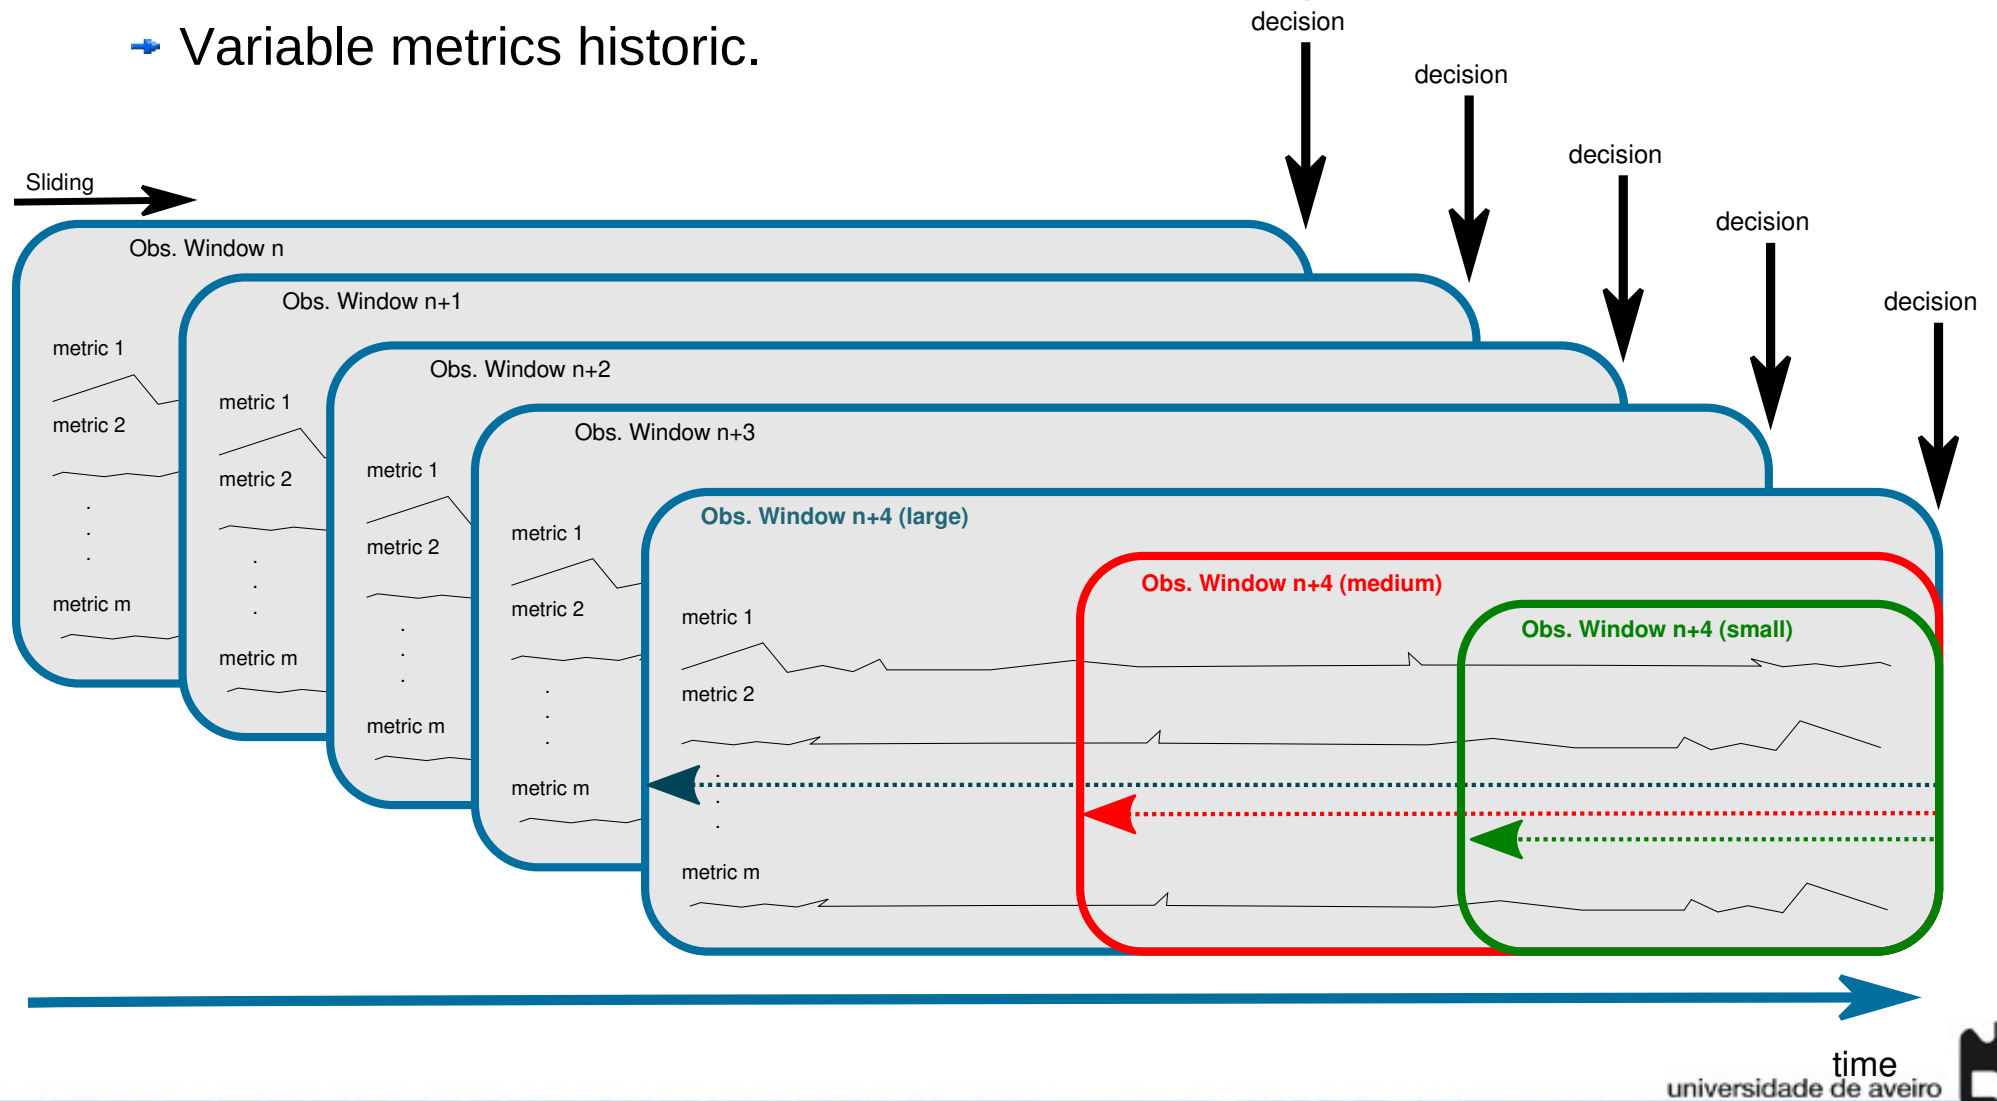 Variable metrics historic.
decision
decision
decision
decision
decision
Sliding
Obs. Window n
metric 1
metric 2
.
.
.
metric m
Obs. Window n+1
metric 1
metric 2
.
.
.
metric m
Obs. Window n+2
metric 1
metric 2
.
.
.
metric m
Obs. Window n+3
metric 1
metric 2
.
.
.
metric m
Obs. Window n+4 (large)
Obs. Window n+4 (medium)
Obs. Window n+4 (small)
metric 1
metric 2
.
.
.
metric m
time
universidade de aveiro